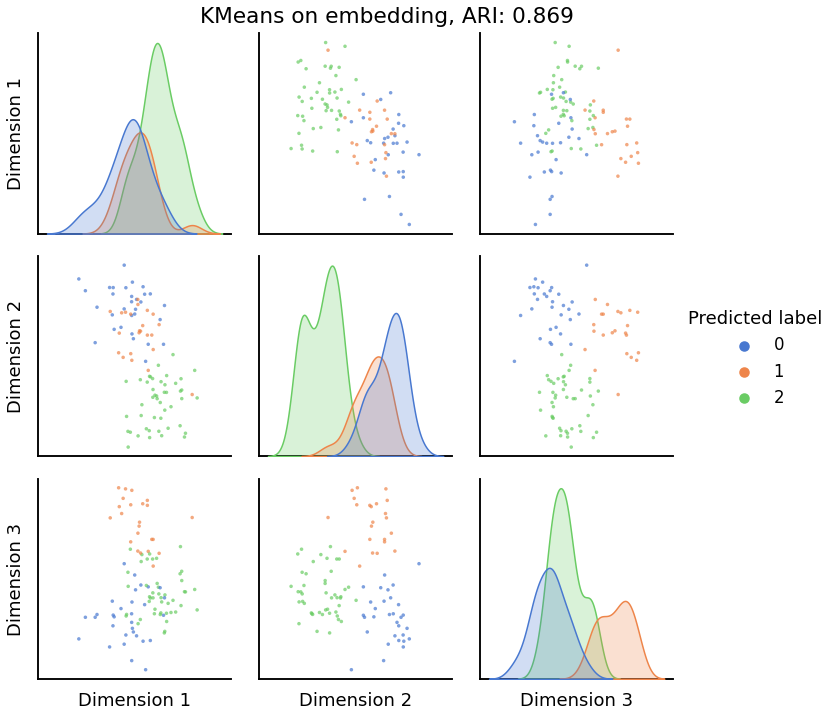 KMeans on embedding, ARI: 0.869
Dimension 1
Dimension 2
Dimension 3
Predicted label
0
1
2
Dimension 1
Dimension 2
Dimension 3